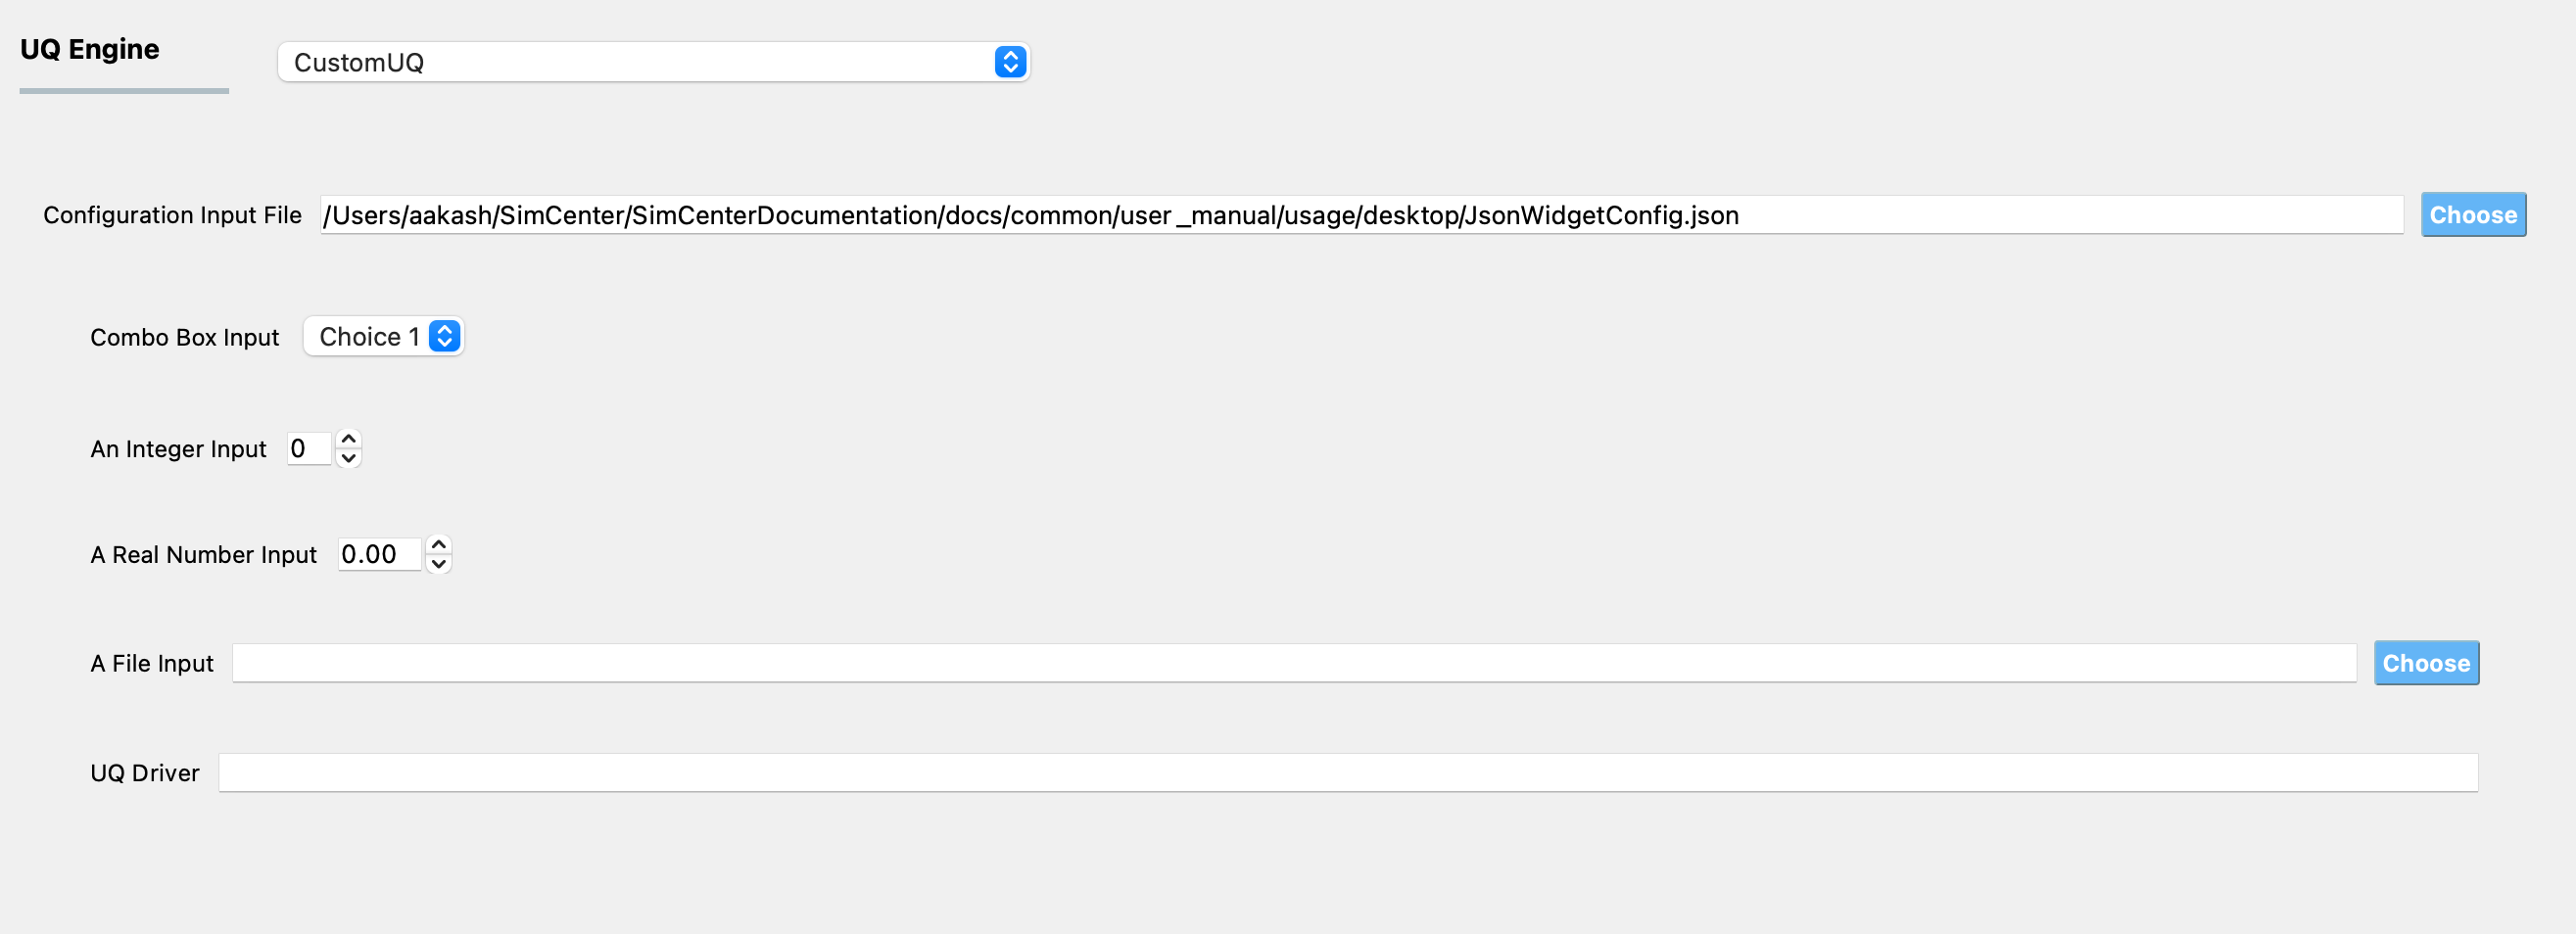 UQ Engine CustomUQ
Configuration Input File /Users/aakash/SimCenter/SimCenterDocumentation/docs/common/user_manual/usage/desktop/JsonWidgetConfig.json Choose
Combo Box Input Choice 1
An Integer Input 0
A Real Number Input 0.00
A File Input Choose
UQ Driver